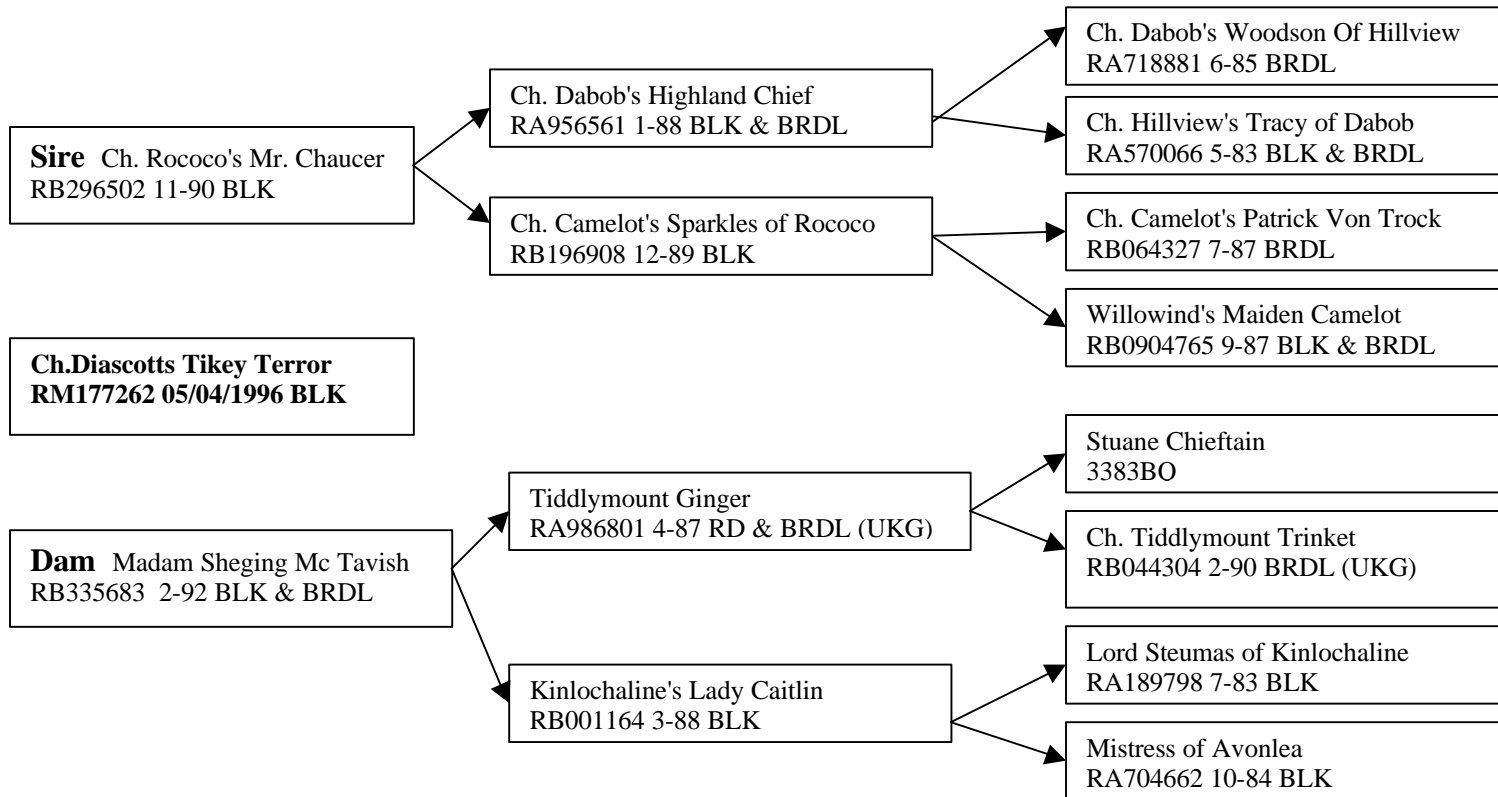 Sire Ch. Rococo's Mr. Chaucer
RB296502 11-90 BLK
Ch. Dabob's Highland Chief
RA956561 1-88 BLK & BRDL
Ch. Camelot's Sparkles of Rococo
RB196908 12-89 BLK
Ch. Dabob's Woodson Of Hillview
RA718881 6-85 BRDL
Ch. Hillview's Tracy of Dabob
RA570066 5-83 BLK & BRDL
Ch. Camelot's Patrick Von Trock
RB064327 7-87 BRDL
Willowind's Maiden Camelot
RB0904765 9-87 BLK & BRDL
Ch.Diascotts Tikey Terror
RM177262 05/04/1996 BLK
Dam Madam Sheging Mc Tavish
RB335683 2-92 BLK & BRDL
Tiddlymount Ginger
RA986801 4-87 RD & BRDL (UKG)
Kinlochaline's Lady Caitlin
RB001164 3-88 BLK
Stuane Chieftain
3383BQ
Ch. Tiddlymount Trinket
RB044304 2-90 BRDL (UKG)
Lord Steumas of Kinlochaline
RA189798 7-83 BLK
Mistress of Avonlea
RA704662 10-84 BLK